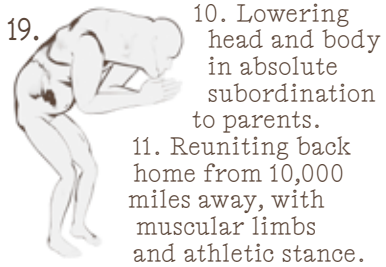 19.
10. Lowering
head and body
in absolute
subordination
to parents.
11. Reuniting back
home from 10,000
miles away, with
muscular limbs
and athletic stance.